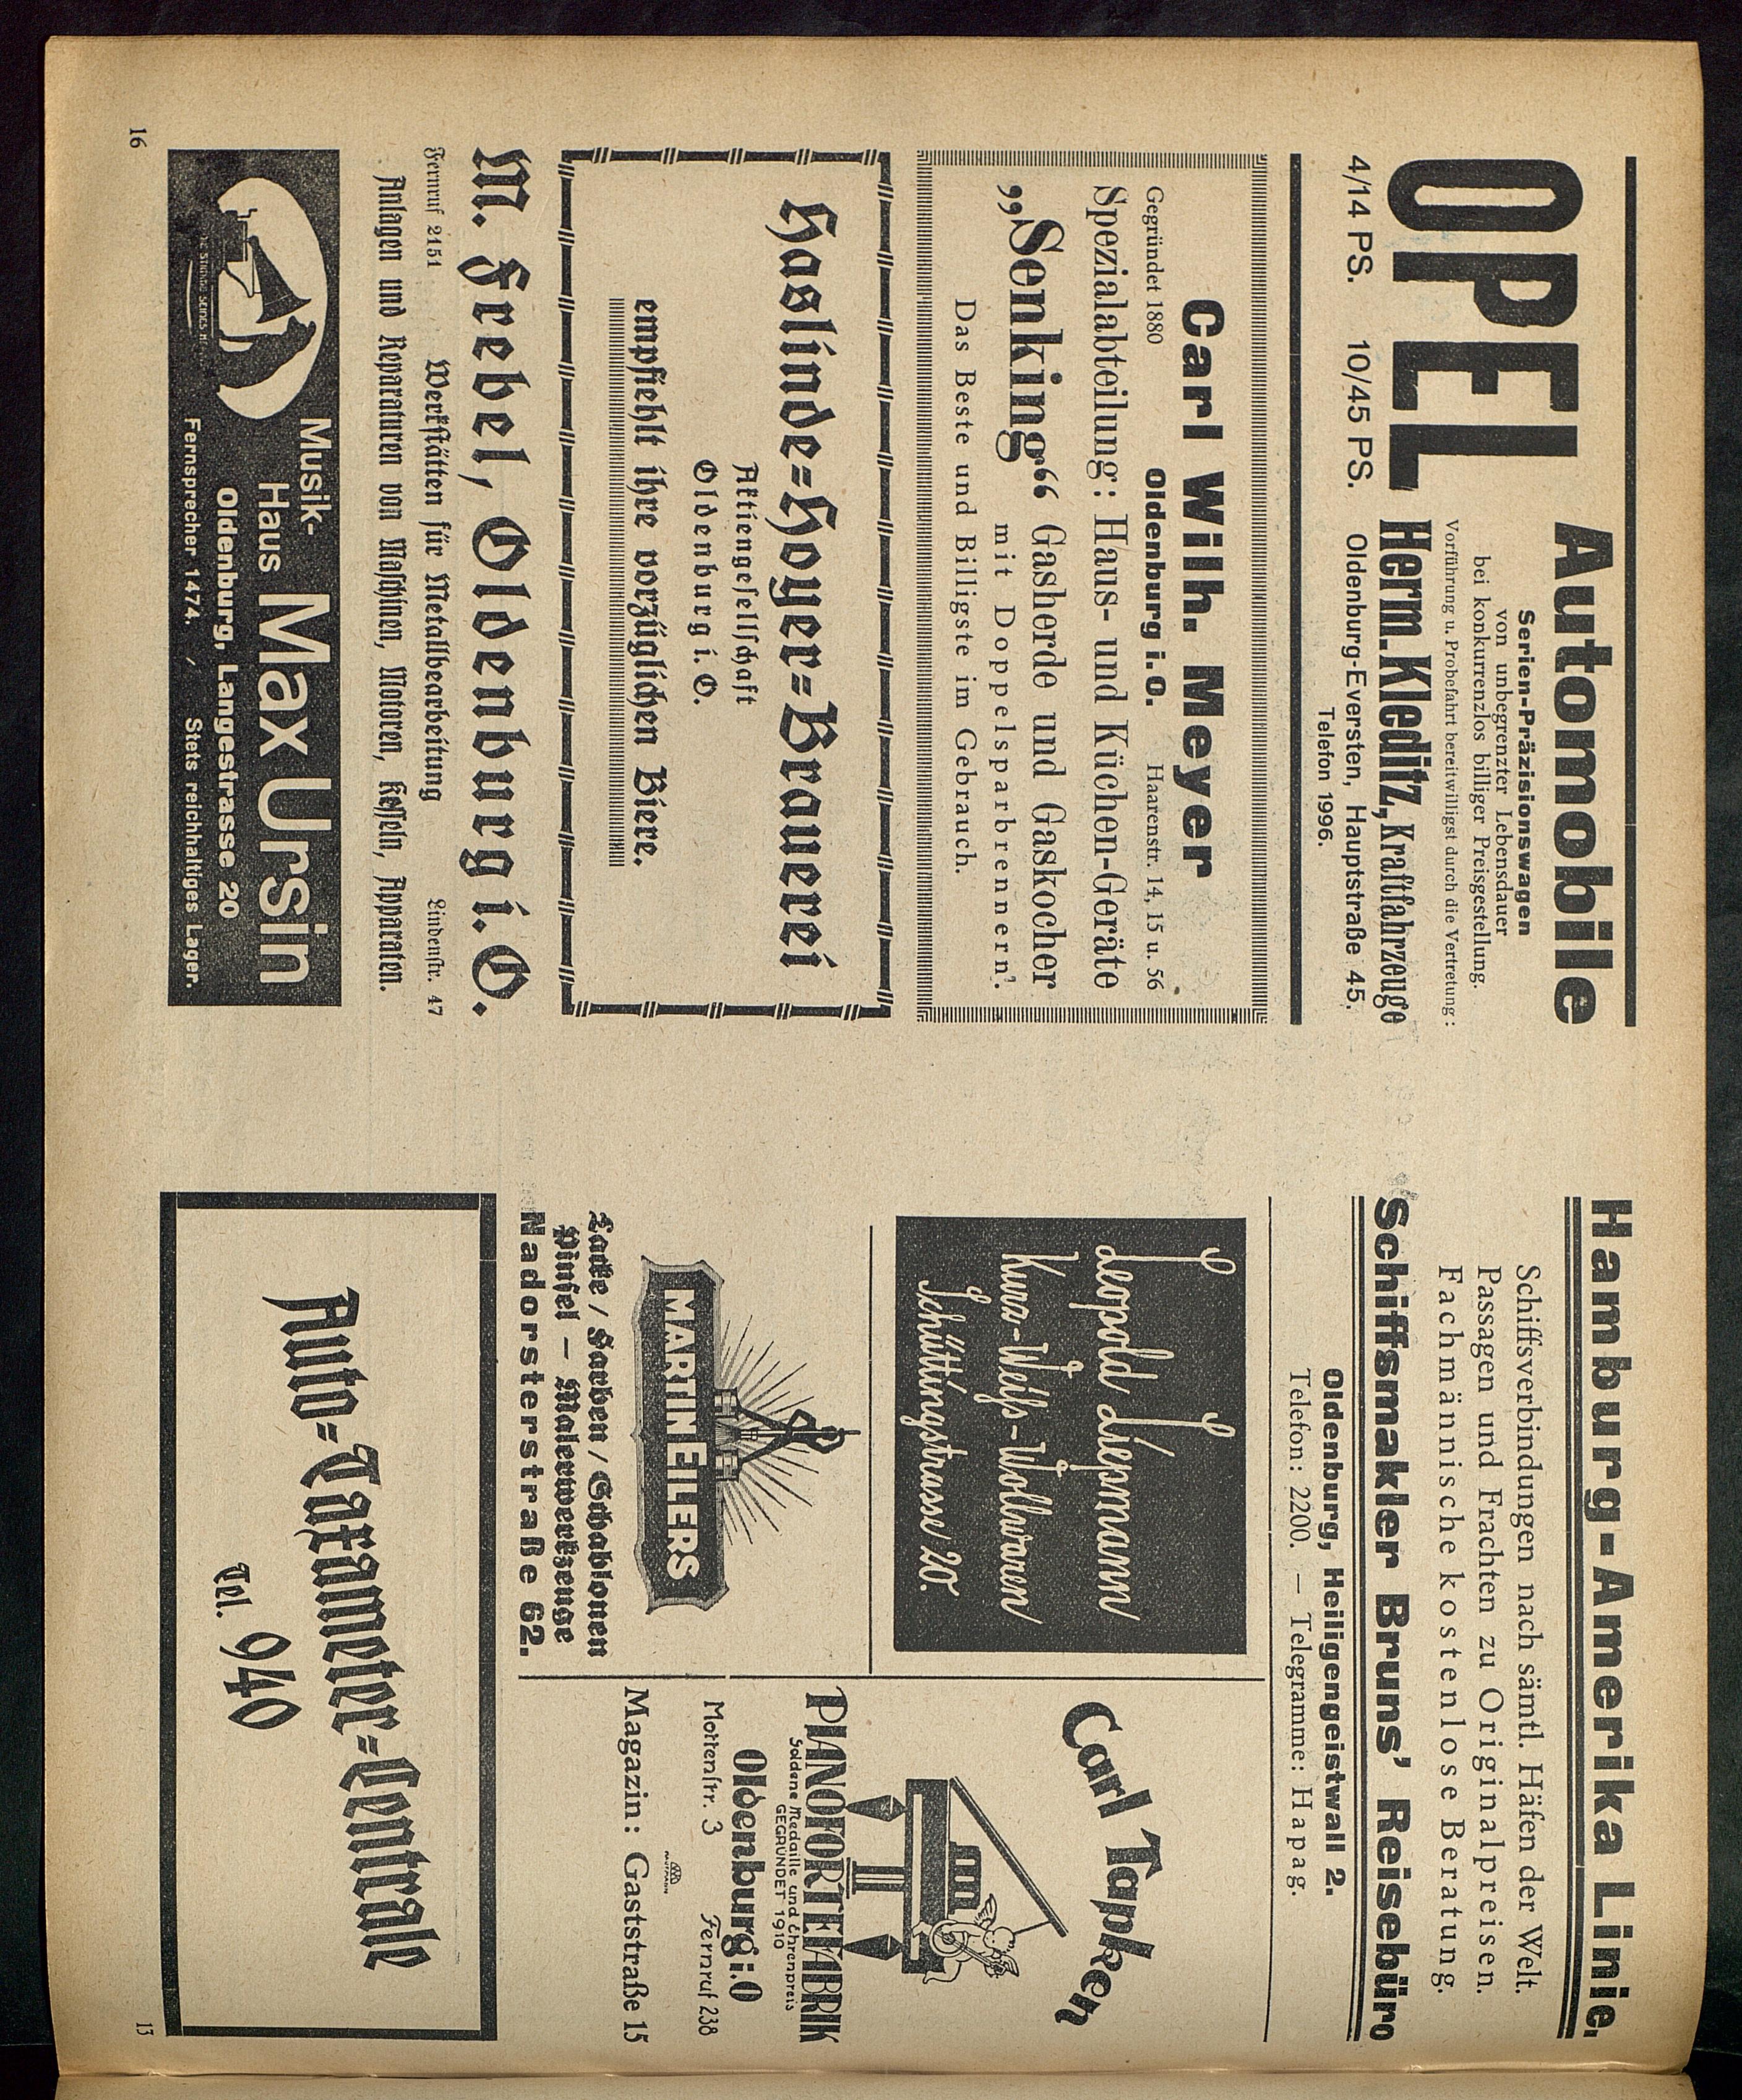 OPEL
Automobile
Serien-Präzisionswagen
von unbegrenzter Lebensdauer
bei konkurrenzlos billiger Preisgestellung.
Vorführung u. Probefahrt bereitwilligst durch die Vertretung:
Herm. Kleditz, Kraftfahrzeuge
4/14 PS. 10/45 PS. Oldenburg-Eversten, Hauptstraße 45.
Telefon 1996.
Carl Wilh. Meyer
Gegründet 1880 Oldenburg i. O. Haarenstr. 14, 15 u. 56
Spezialabteilung: Haus- und Küchen-Geräte
„Senking“ Gasherde und Gaskocher
mit Doppelsparbrennern.
Das Beste und Billigste im Gebrauch.
Haslinde-Hoyer-Brauerei
Aktiengesellschaft
Oldenburg i. O.
empfiehlt ihre vorzüglichen Biere.
M. Frebel, Oldenburg i. O.
Fernruf 2151 Werkstätten für Metallbearbeitung Lindenstr. 47
Anlagen und Reparaturen von Maschinen, Motoren, Kesseln, Apparaten.
Musik-
Haus Max Ursin
Oldenburg, Langestrasse 20
Fernsprecher 1474. / Stets reichhaltiges Lager.
DIE STIMME SEINES
16
Hamburg-Amerika Linie.
Schiffsverbindungen nach sämtl. Häfen der Welt.
Passagen und Frachten zu Originalpreisen.
Fachmännische kostenlose Beratung.
Schiffsmakler Bruns’ Reisebüro
Oldenburg, Heiligengeistwall 2.
Telefon: 2200. — Telegramme: Hapag.
Leopold Liepmann
Kurz-Weiß-Wollwaren
Schüttingstrasse 20.
MARTIN EILERS
Lacke / Farben / Schablonen
Pinsel — Malerwerkzeuge
Nadorsterstraße 62.
Carl Tapken
PIANOFORTEFABRIK
Goldene Medaille und Ehrenpreis
GEGRÜNDET 1910
Oldenburg i. O
Mottenstr. 3 Fernruf 238
Magazin: Gaststraße 15
Auto-Taxameter-Zentrale
Tel. 940
13